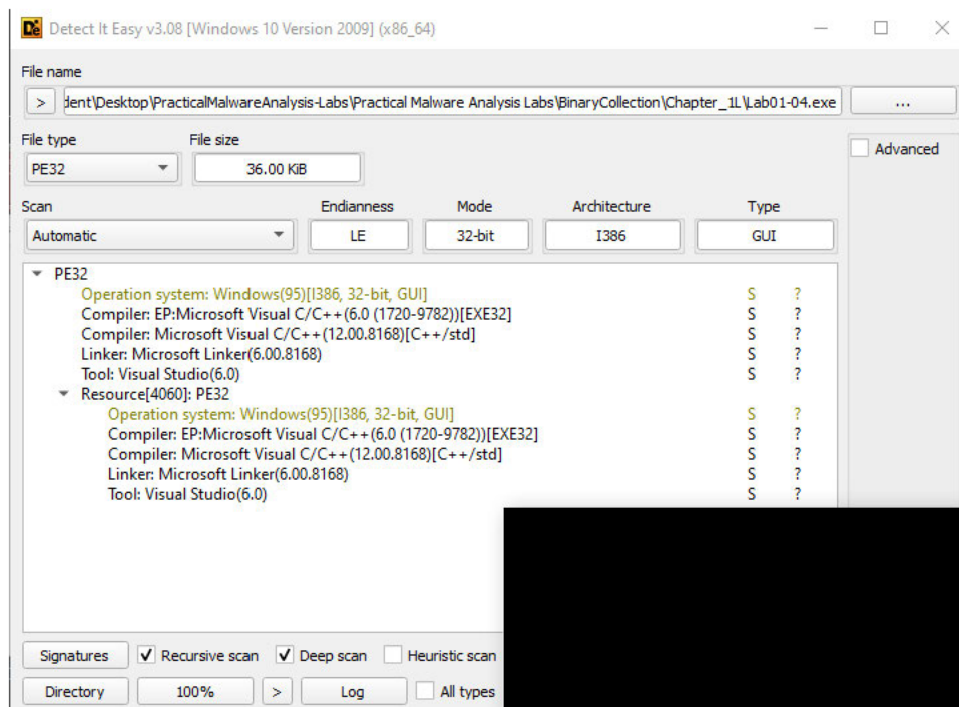 Detect It Easy v3.08 [Windows 10 Version 2009] (x86_64)
File name
> dent\Desktop\PracticalMalwareAnalysis-Labs\Practical Malware Analysis Labs\BinaryCollection\Chapter_1L\Lab01-04.exe ...
File type File size
PE32 36.00 KiB
Advanced
Scan Endianness Mode Architecture Type
Automatic LE 32-bit I386 GUI
PE32
Operation system: Windows(95)[I386, 32-bit, GUI] S ?
Compiler: EP:Microsoft Visual C/C++(6.0 (1720-9782))[EXE32] S ?
Compiler: Microsoft Visual C/C++(12.00.8168)[C++/std] S ?
Linker: Microsoft Linker(6.00.8168) S ?
Tool: Visual Studio(6.0) S ?
Resource[4060]: PE32
Operation system: Windows(95)[I386, 32-bit, GUI] S ?
Compiler: EP:Microsoft Visual C/C++(6.0 (1720-9782))[EXE32] S ?
Compiler: Microsoft Visual C/C++(12.00.8168)[C++/std] S ?
Linker: Microsoft Linker(6.00.8168) S ?
Tool: Visual Studio(6.0) S ?
Signatures Recursive scan Deep scan Heuristic scan
Directory 100% > Log All types